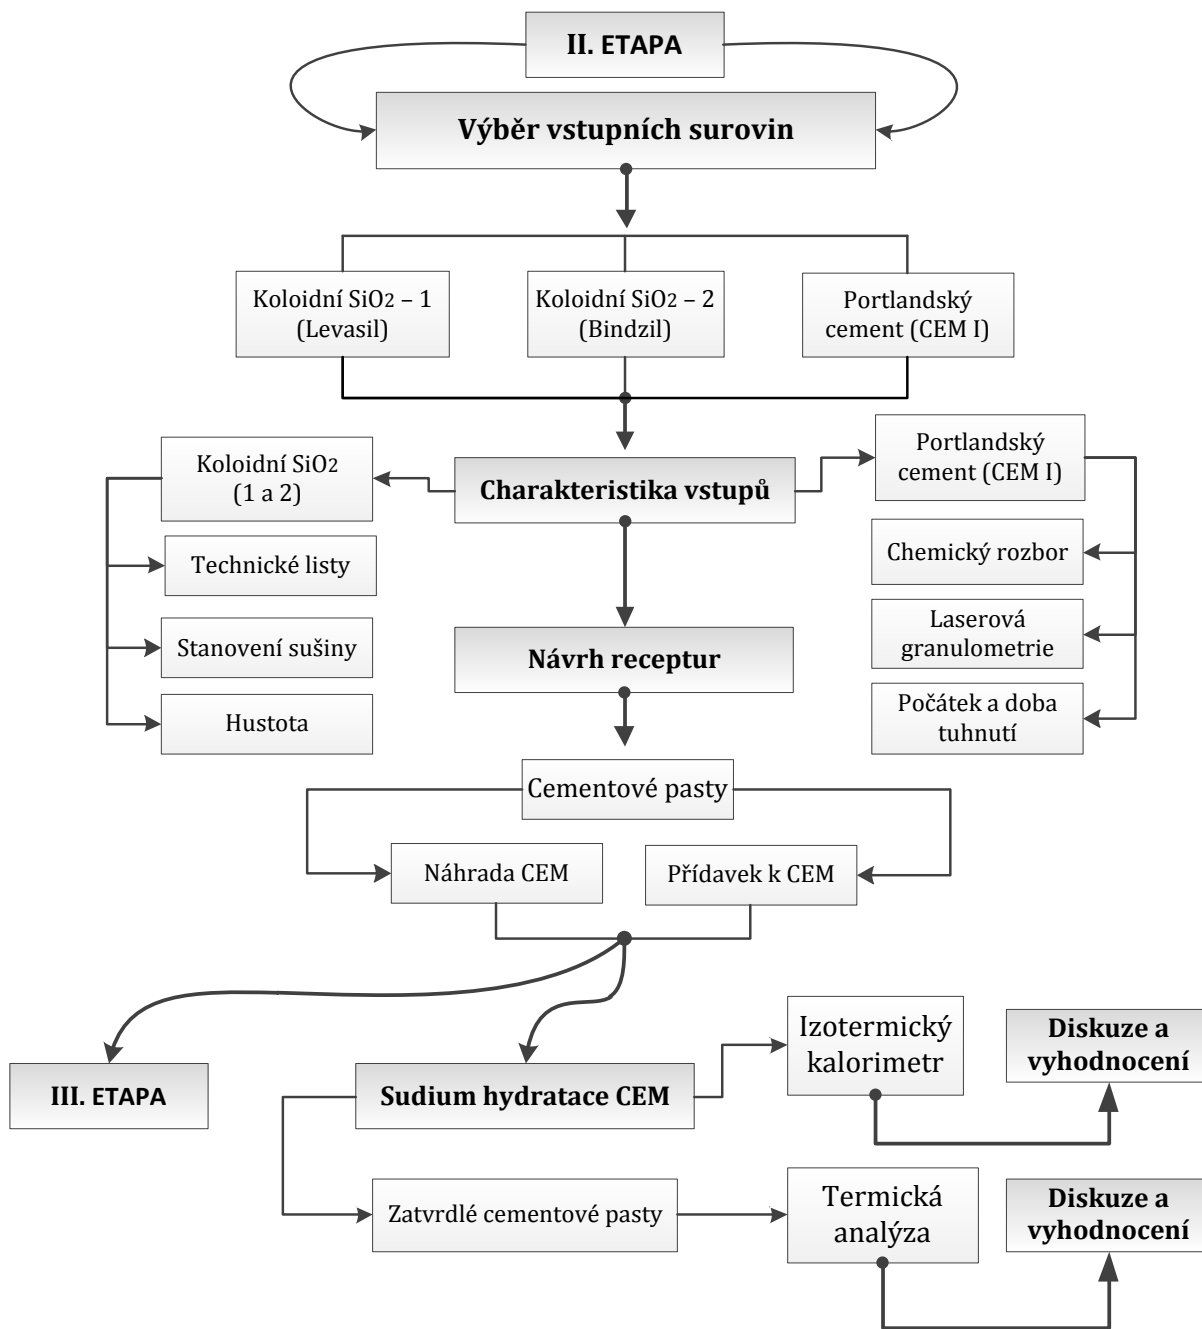 II. ETAPA
Výběr vstupních surovin
Koloidní SiO2 – 1
(Levasil)
Koloidní SiO2 – 2
(Bindzil)
Portlandský
cement (CEM I)
Koloidní SiO2
(1 a 2)
Charakteristika vstupů
Portlandský
cement (CEM I)
Technické listy
Stanovení sušiny
Hustota
Chemický rozbor
Laserová
granulometrie
Počátek a doba
tuhnutí
Návrh receptur
Cementové pasty
Náhrada CEM
Přídavek k CEM
III. ETAPA
Sudium hydratace CEM
Izotermický
kalorimetr
Diskuze a
vyhodnocení
Zatvrdlé cementové pasty
Termická
analýza
Diskuze a
vyhodnocení